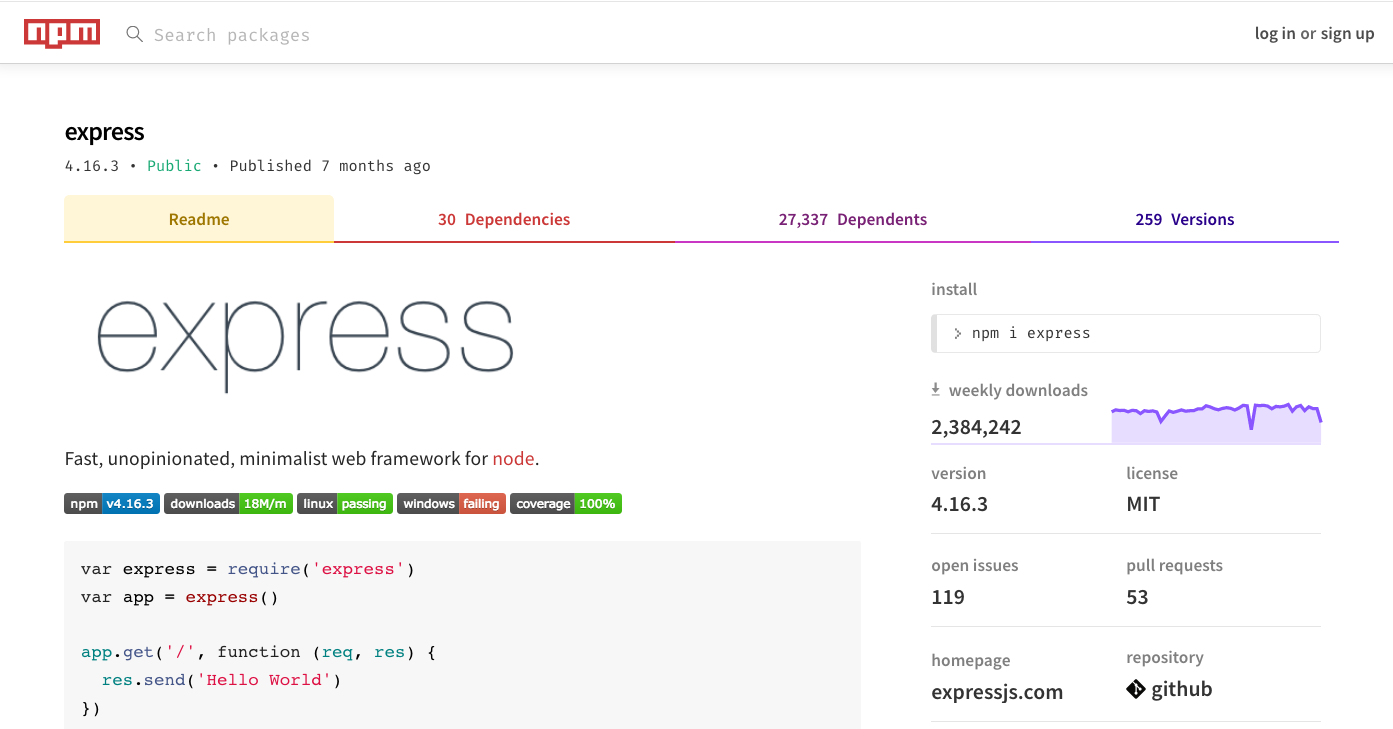 npm Search packages log in or sign up
express
4.16.3 • Public • Published 7 months ago
Readme 30 Dependencies 27,337 Dependents 259 Versions
express
Fast, unopinionated, minimalist web framework for node.
npm v4.16.3 downloads 18M/m linux passing windows failing coverage 100%
var express = require('express')
var app = express()
app.get('/', function (req, res) {
res.send('Hello World')
})
install
> npm i express
weekly downloads
2,384,242
version license
4.16.3 MIT
open issues pull requests
119 53
homepage repository
expressjs.com github